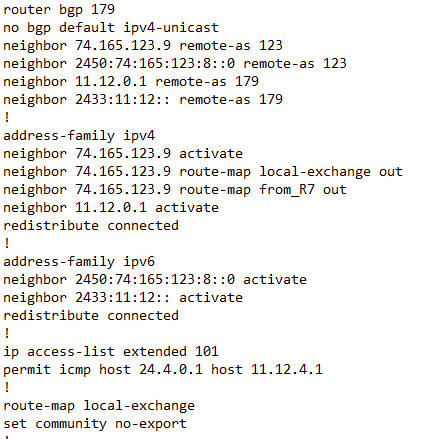 router bgp 179
no bgp default ipv4-unicast
neighbor 74.165.123.9 remote-as 123
neighbor 2450:74:165:123:8::0 remote-as 123
neighbor 11.12.0.1 remote-as 179
neighbor 2433:11:12:: remote-as 179
!
address-family ipv4
neighbor 74.165.123.9 activate
neighbor 74.165.123.9 route-map local-exchange out
neighbor 74.165.123.9 route-map from_R7 out
neighbor 11.12.0.1 activate
redistribute connected
!
address-family ipv6
neighbor 2450:74:165:123:8::0 activate
neighbor 2433:11:12:: activate
redistribute connected
!
ip access-list extended 101
permit icmp host 24.4.0.1 host 11.12.4.1
!
route-map local-exchange
set community no-export